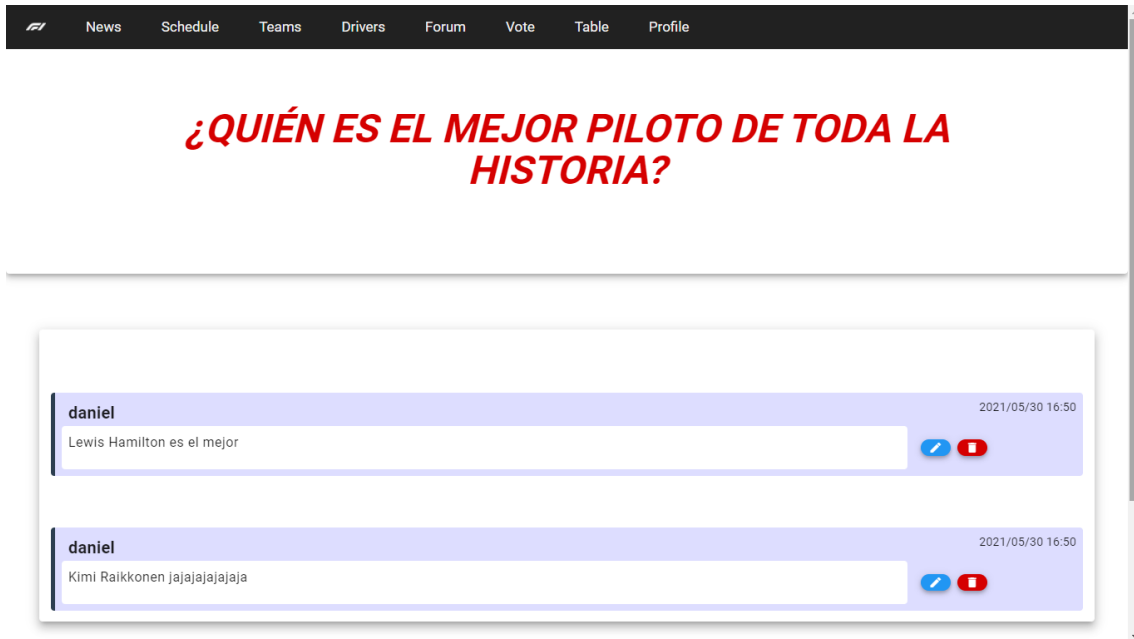 F1 News Schedule Teams Drivers Forum Vote Table Profile
¿QUIÉN ES EL MEJOR PILOTO DE TODA LA
HISTORIA?
daniel 2021/05/30 16:50
Lewis Hamilton es el mejor
daniel 2021/05/30 16:50
Kimi Raikkonen jajajajajajaja